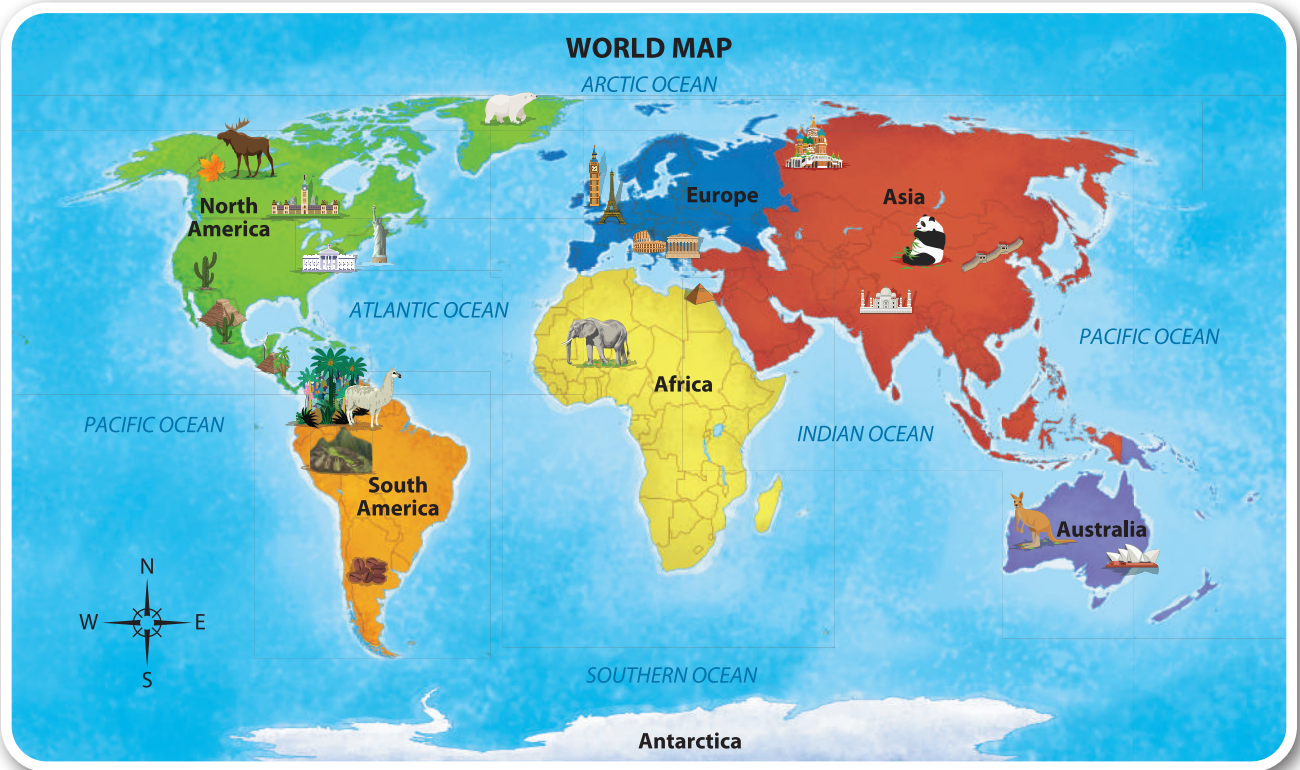 WORLD MAP
ARCTIC OCEAN
North
America
Europe
Asia
ATLANTIC OCEAN
PACIFIC OCEAN
Africa
PACIFIC OCEAN
INDIAN OCEAN
South
America
Australia
N
W
E
S
SOUTHERN OCEAN
Antarctica